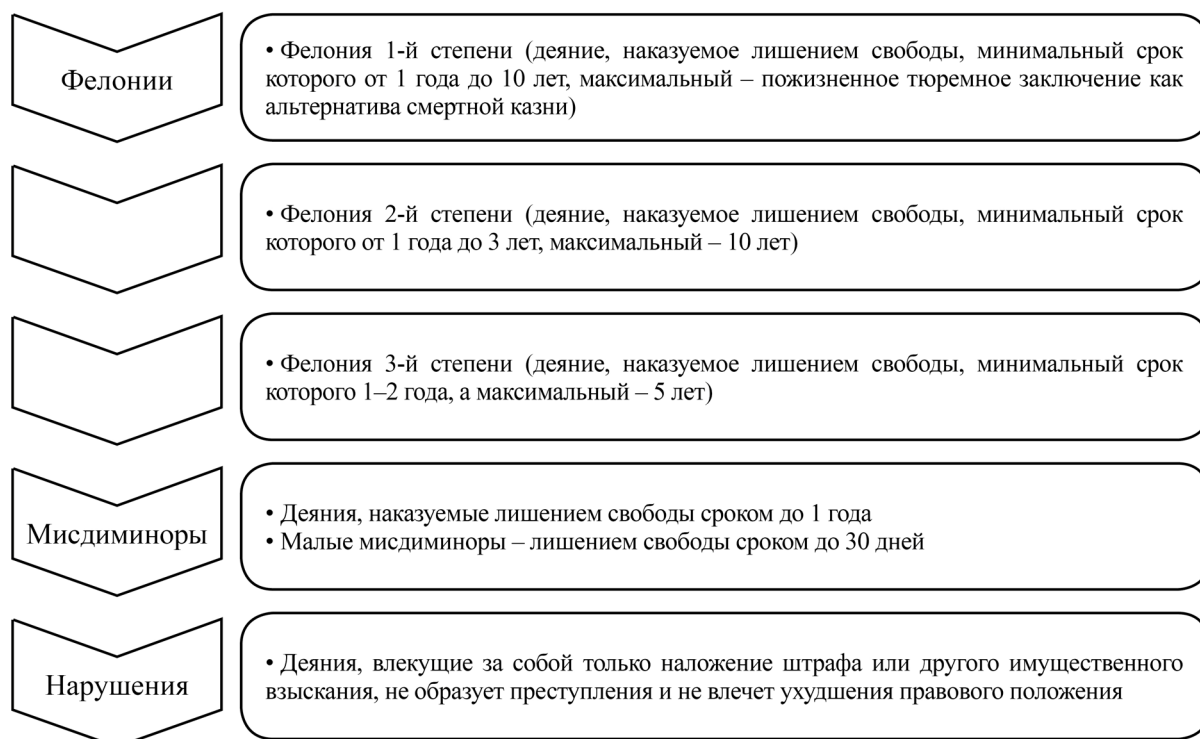 Фелонии
• Фелония 1-й степени (деяние, наказуемое лишением свободы, минимальный срок
которого от 1 года до 10 лет, максимальный – пожизненное тюремное заключение как
альтернатива смертной казни)
• Фелония 2-й степени (деяние, наказуемое лишением свободы, минимальный срок
которого от 1 года до 3 лет, максимальный – 10 лет)
• Фелония 3-й степени (деяние, наказуемое лишением свободы, минимальный срок
которого 1–2 года, а максимальный – 5 лет)
Мисдиминоры
• Деяния, наказуемые лишением свободы сроком до 1 года
• Малые мисдиминоры – лишением свободы сроком до 30 дней
Нарушения
• Деяния, влекущие за собой только наложение штрафа или другого имущественного
взыскания, не образует преступления и не влечет ухудшения правового положения